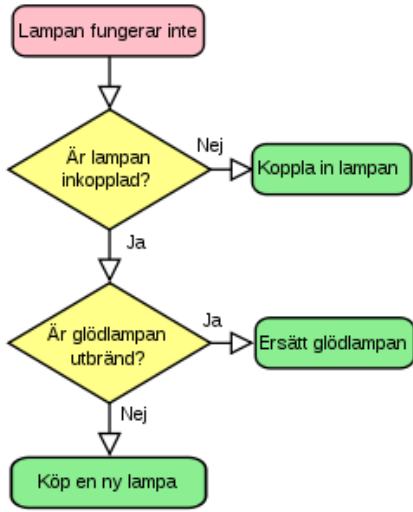 Lampan fungerar inte
Är lampan
inkopplad?
Nej
Koppla in lampan
Ja
Är glödlampan
utbränd?
Ja
Ersätt glödlampan
Nej
Köp en ny lampa